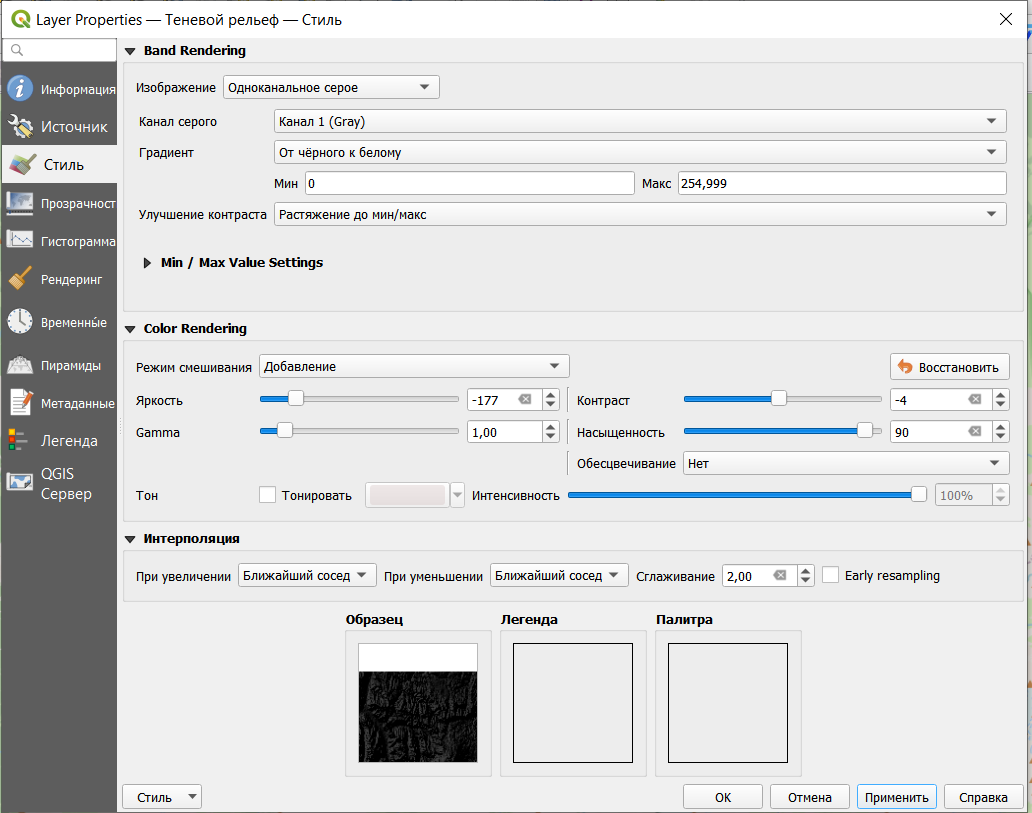 Layer Properties — Теневой рельеф — Стиль
Информация
Источник
Стиль
Прозрачност
Гистограмма
Рендеринг
Временны́е
Пирамиды
Метаданные
Легенда
QGIS
Сервер
Band Rendering
Изображение Одноканальное серое
Канал серого Канал 1 (Gray)
Градиент От чёрного к белому
Мин 0 Макс 254,999
Улучшение контраста Растяжение до мин/макс
Min / Max Value Settings
Color Rendering
Режим смешивания Добавление Восстановить
Яркость -177 Контраст -4
Gamma 1,00 Насыщенность 90
Обесцвечивание Нет
Тон Тонировать Интенсивность 100%
Интерполяция
При увеличении Ближайший сосед При уменьшении Ближайший сосед Сглаживание 2,00 Early resampling
Образец Легенда Палитра
Стиль OK Отмена Применить Справка